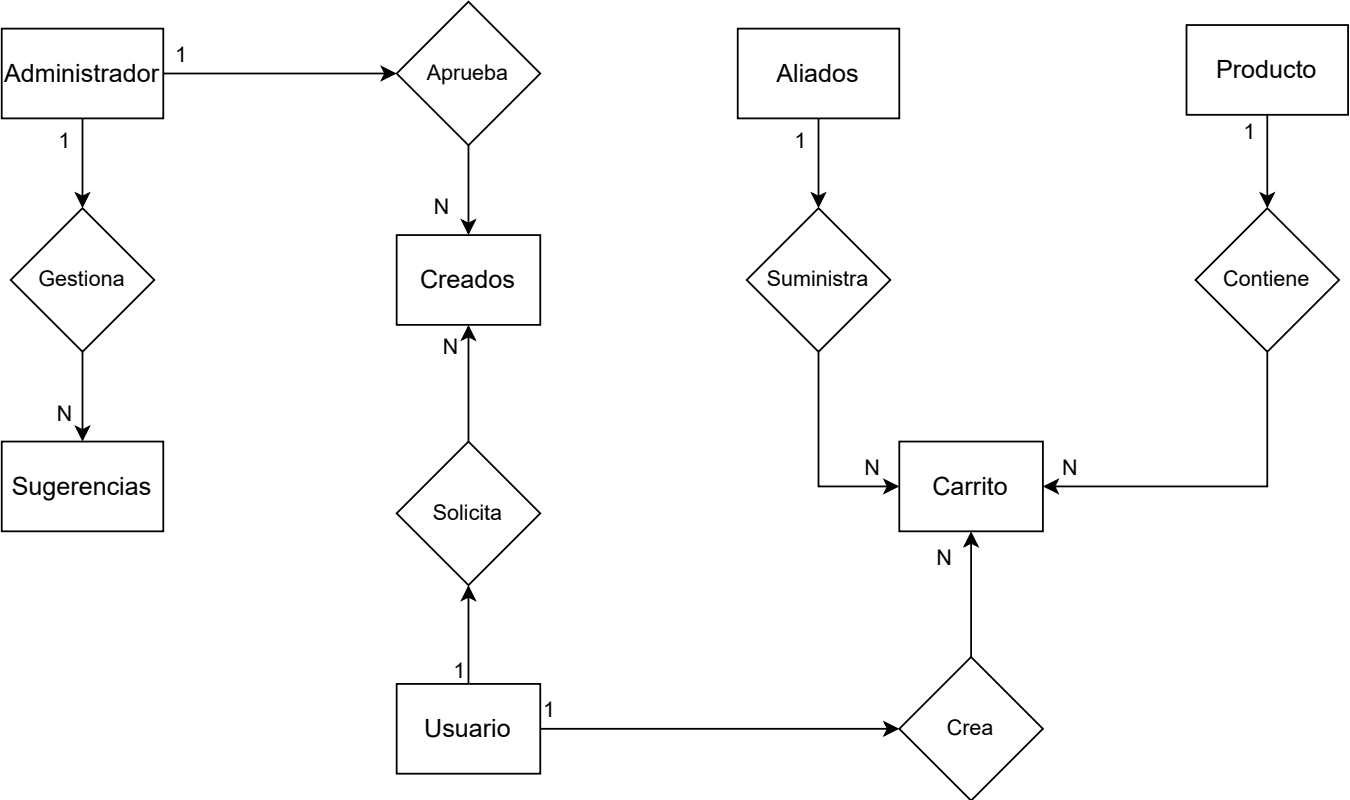 Administrador
1
Aprueba
Aliados
Producto
1
1
1
N
Gestiona
Creados
Suministra
Contiene
N
N
Sugerencias
N
Carrito
N
Solicita
N
1
Usuario
1
Crea